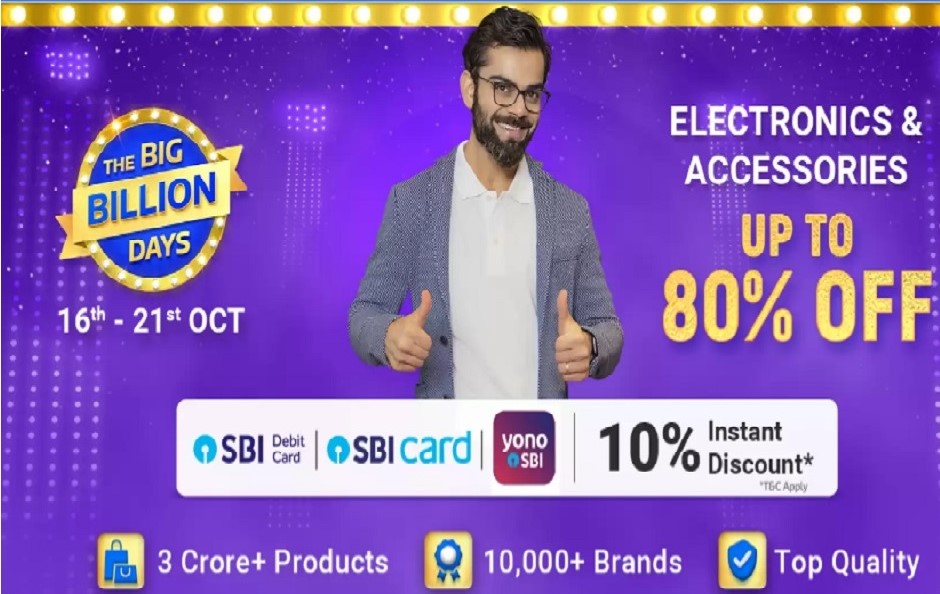 THE BIG
BILLION
DAYS
16th - 21st OCT
ELECTRONICS &
ACCESSORIES
UP TO
80% OFF
SBI Debit Card
SBI card
yono
SBI
10% Instant
Discount*
*T&C Apply
3 Crore+ Products
10,000+ Brands
Top Quality